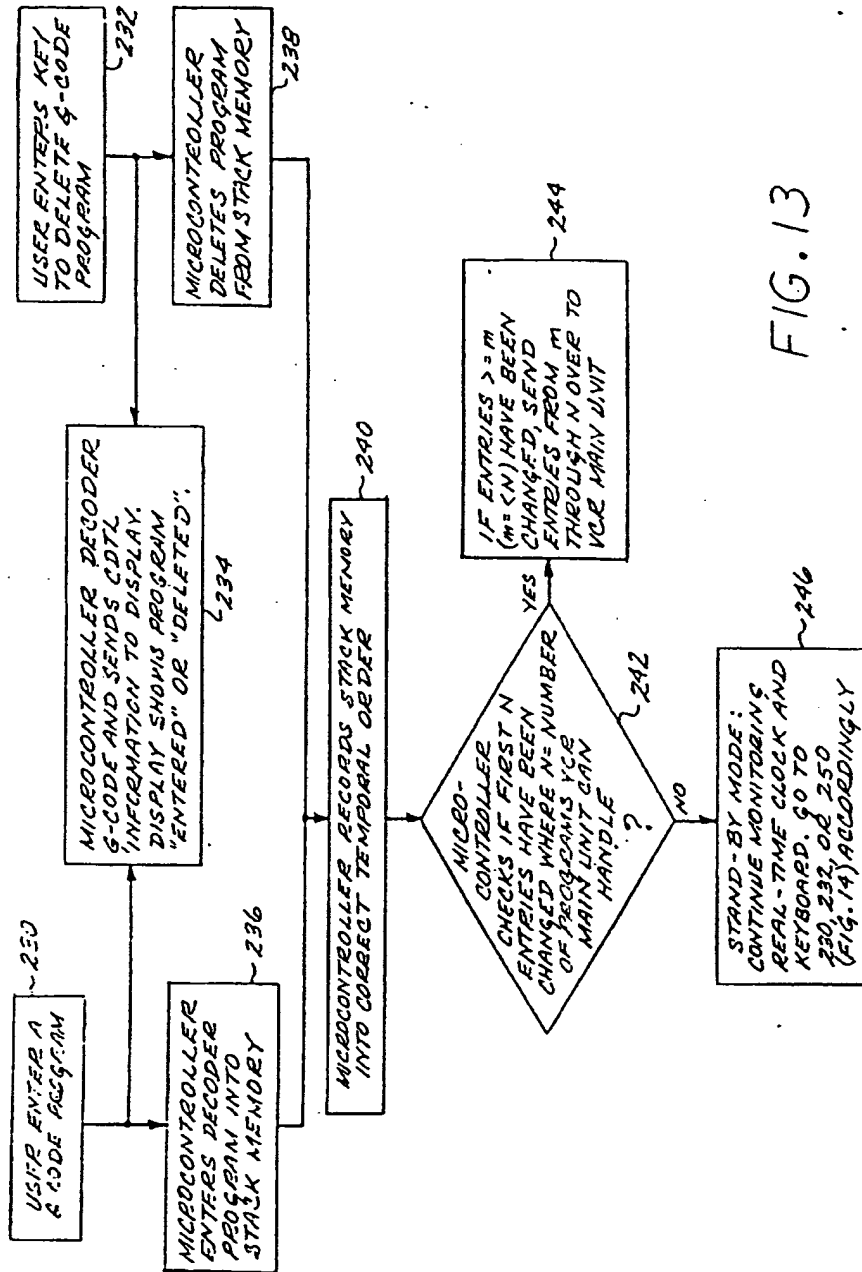 USER ENTER A
G CODE PROGRAM
230
USER ENTERS KEY
TO DELETE G-CODE
PROGRAM
232
MICROCONTROLLER DECODER
G-CODE AND SENDS CDTL
INFORMATION TO DISPLAY.
DISPLAY SHOWS PROGRAM
"ENTERED" OR "DELETED".
234
MICROCONTROLLER
ENTERS DECODER
PROGRAM INTO
STACK MEMORY
236
MICROCONTROLLER
DELETES PROGRAM
FROM STACK MEMORY
238
MICROCONTROLLER RECORDS STACK MEMORY
INTO CORRECT TEMPORAL ORDER
240
MICRO-
CONTROLLER
CHECKS IF FIRST N
ENTRIES HAVE BEEN
CHANGED WHERE N= NUMBER
OF PROGRAMS VCR
MAIN UNIT CAN
HANDLE
?
242
YES
IF ENTRIES >=m
(m=<N) HAVE BEEN
CHANGED, SEND
ENTRIES FROM m
THROUGH N OVER TO
VCR MAIN UNIT
244
NO
STAND-BY MODE:
CONTINUE MONITORING
REAL-TIME CLOCK AND
KEYBOARD. GO TO
230, 232, OR 250
(FIG. 14) ACCORDINGLY
246
FIG. 13